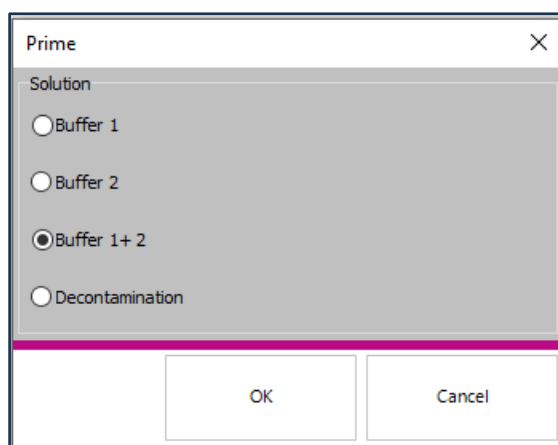 Prime
Solution
Buffer 1
Buffer 2
Buffer 1+ 2
Decontamination
OK
Cancel